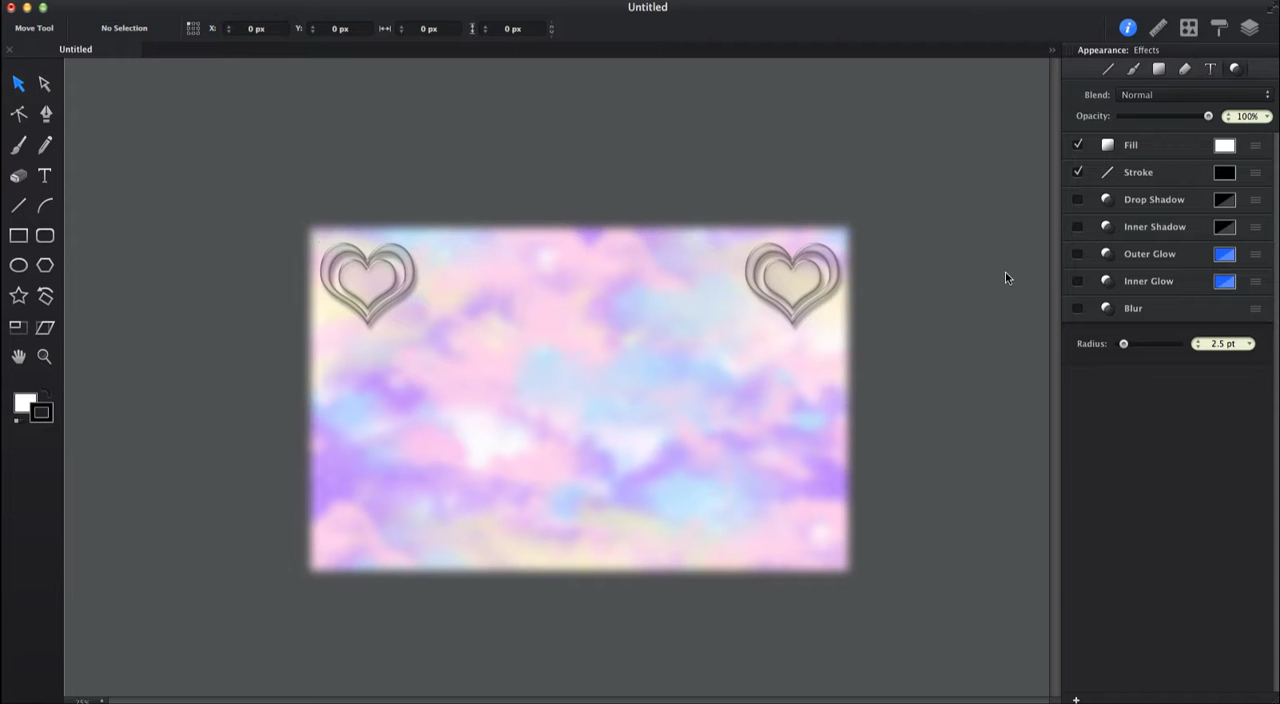 Untitled
Move Tool No Selection X: 0 px Y: 0 px 0 px 0 px
Untitled
Appearance: Effects
T
Blend: Normal
Opacity: 100%
Fill
Stroke
Drop Shadow
Inner Shadow
Outer Glow
Inner Glow
Blur
Radius: 2.5 pt
T